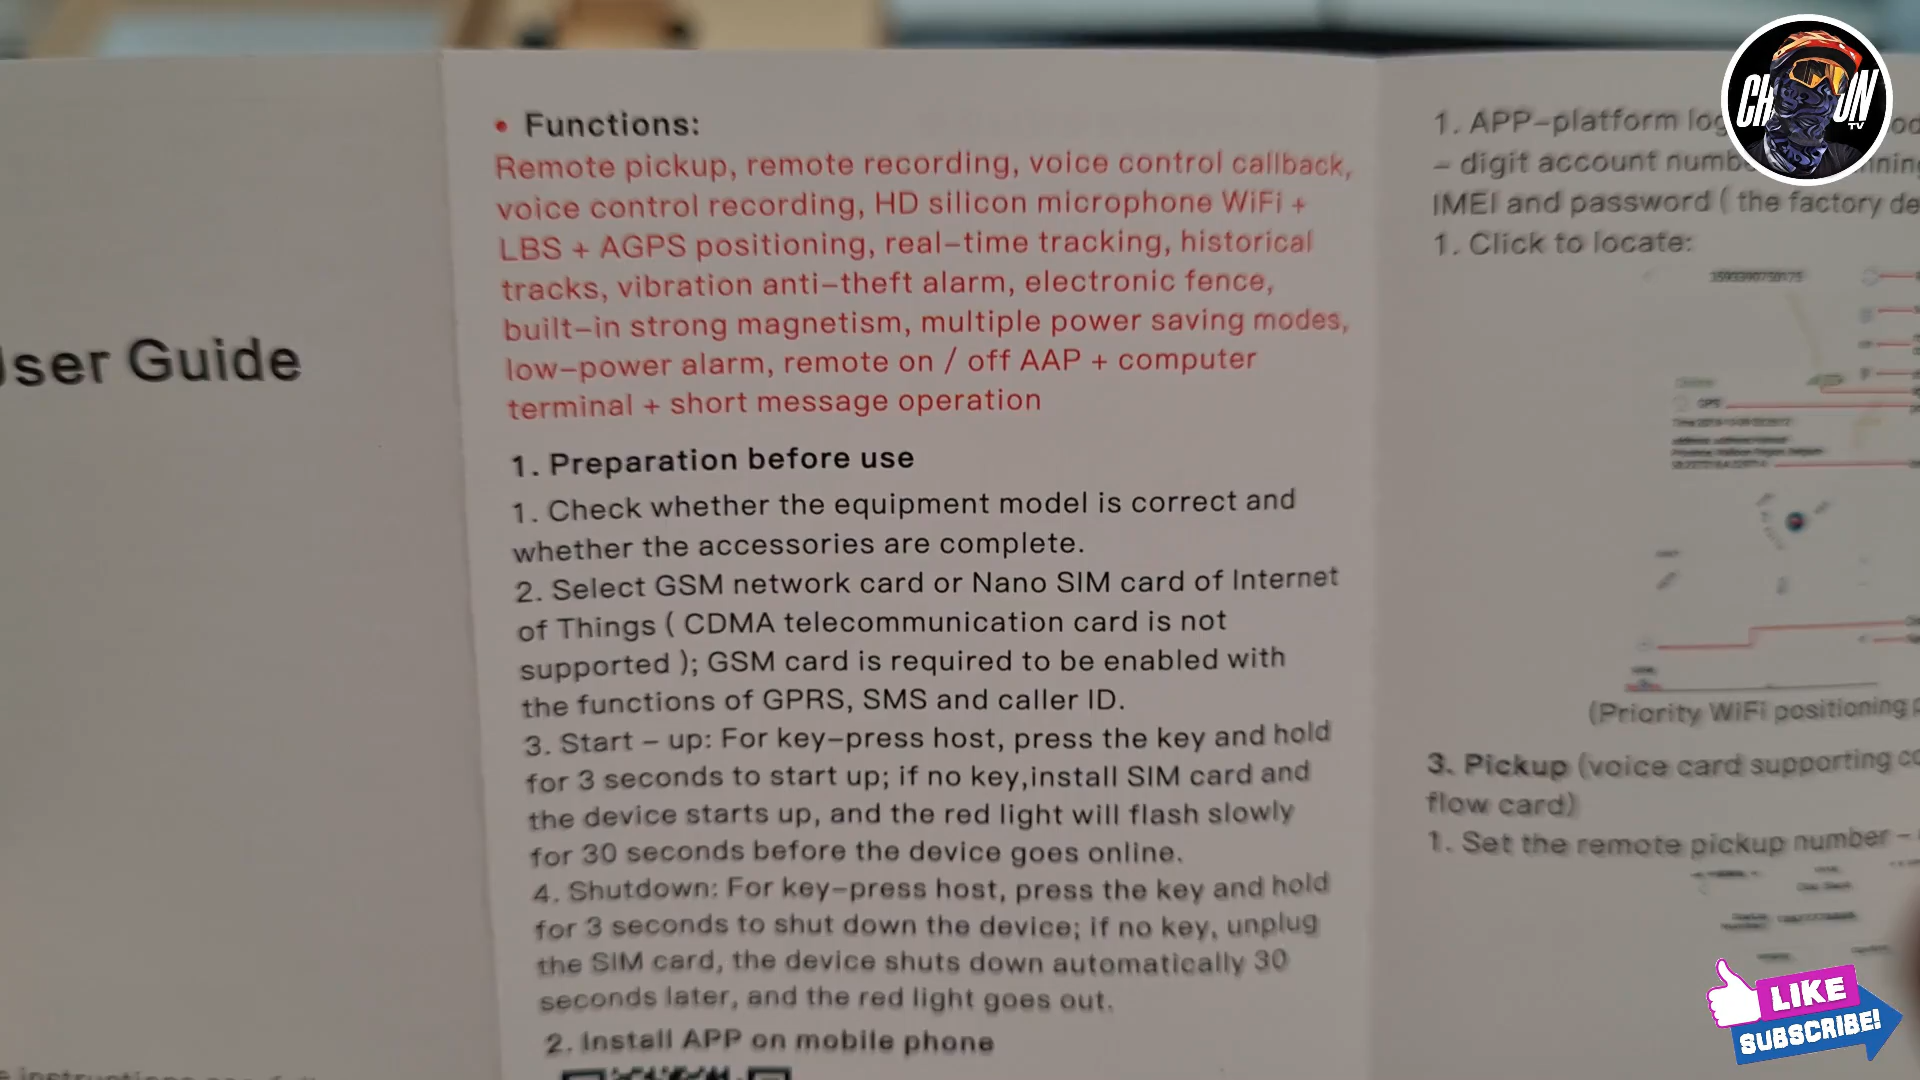 User Guide
• Functions:
Remote pickup, remote recording, voice control callback,
voice control recording, HD silicon microphone WiFi +
LBS + AGPS positioning, real-time tracking, historical
tracks, vibration anti-theft alarm, electronic fence,
built-in strong magnetism, multiple power saving modes,
low-power alarm, remote on / off AAP + computer
terminal + short message operation
1. Preparation before use
1. Check whether the equipment model is correct and
whether the accessories are complete.
2. Select GSM network card or Nano SIM card of Internet
of Things ( CDMA telecommunication card is not
supported ); GSM card is required to be enabled with
the functions of GPRS, SMS and caller ID.
3. Start - up: For key-press host, press the key and hold
for 3 seconds to start up; if no key,install SIM card and
the device starts up, and the red light will flash slowly
for 30 seconds before the device goes online.
4. Shutdown: For key-press host, press the key and hold
for 3 seconds to shut down the device; if no key, unplug
the SIM card, the device shuts down automatically 30
seconds later, and the red light goes out.
2. Install APP on mobile phone
1. APP-platform
- digit account
IMEI and password ( the factory
1. Click to locate:
GPS
(Priority WiFi positioning
3. Pickup (voice card supporting
flow card)
1. Set the remote pickup number -
TV
LIKE
SUBSCRIBE!